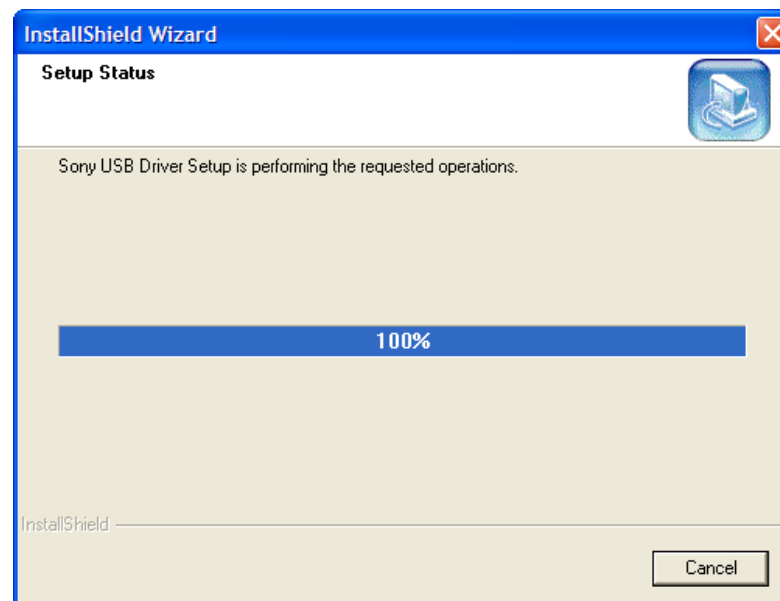 InstallShield Wizard
Setup Status
Sony USB Driver Setup is performing the requested operations.
100%
InstallShield
Cancel